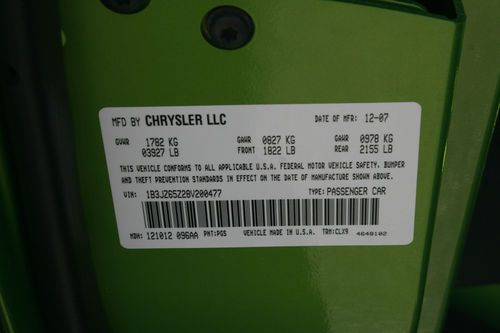 MFD BY CHRYSLER LLC DATE OF MFR: 12-07
GVWR 1782 KG GAWR 0827 KG GAWR 0978 KG
03927 LB FRONT 1822 LB REAR 2155 LB
THIS VEHICLE CONFORMS TO ALL APPLICABLE U.S.A. FEDERAL MOTOR VEHICLE SAFETY, BUMPER
AND THEFT PREVENTION STANDARDS IN EFFECT ON THE DATE OF MANUFACTURE SHOWN ABOVE.
VIN: 1B3JZ65Z28V200477 TYPE: PASSENGER CAR
MDH: 121012 096AA PNT: PGS VEHICLE MADE IN U.S.A. TRM: CLX9 4648102